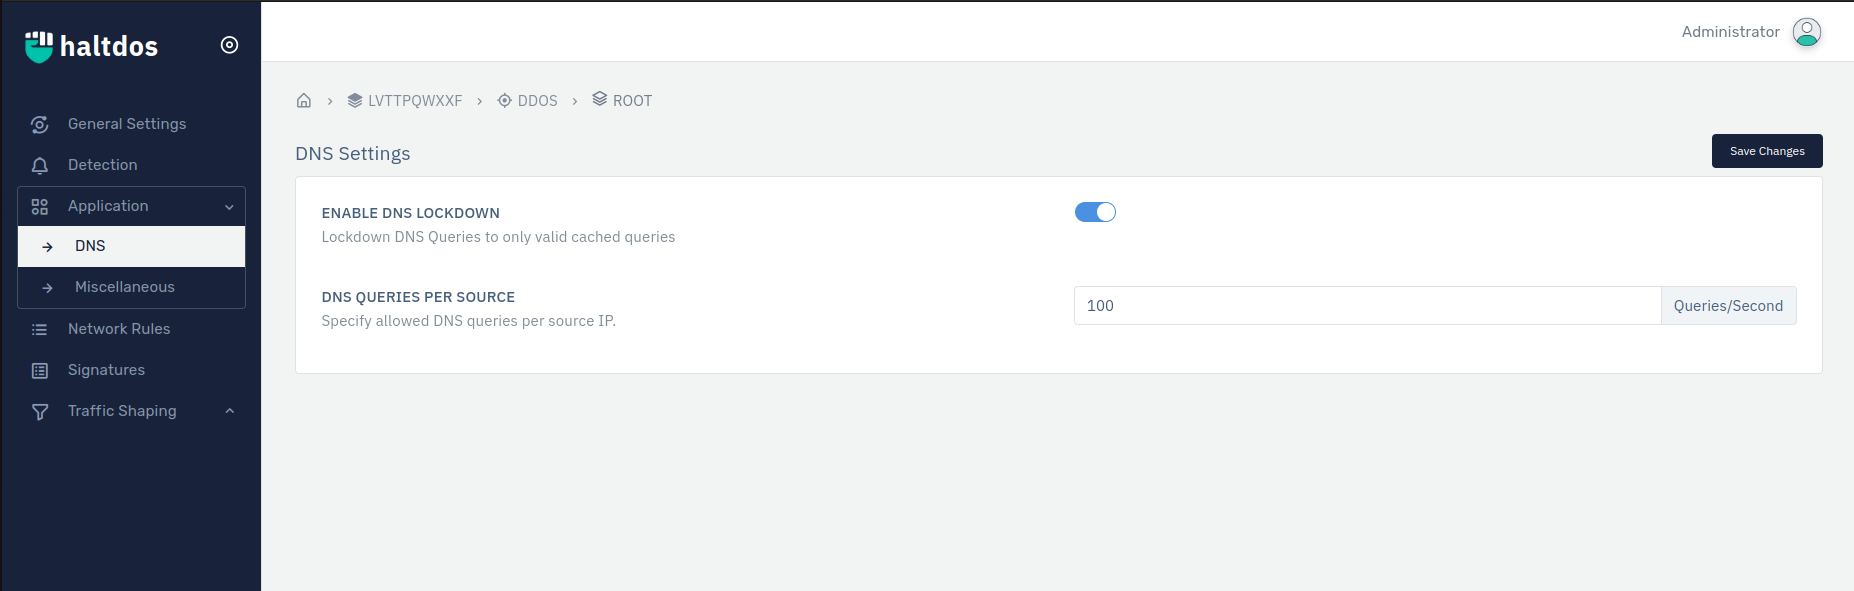 haltdos
Administrator
General Settings
Detection
Application
DNS
Miscellaneous
Network Rules
Signatures
Traffic Shaping
LVTTPQWXXF › DDOS › ROOT
DNS Settings
Save Changes
ENABLE DNS LOCKDOWN
Lockdown DNS Queries to only valid cached queries
DNS QUERIES PER SOURCE
Specify allowed DNS queries per source IP.
100 Queries/Second